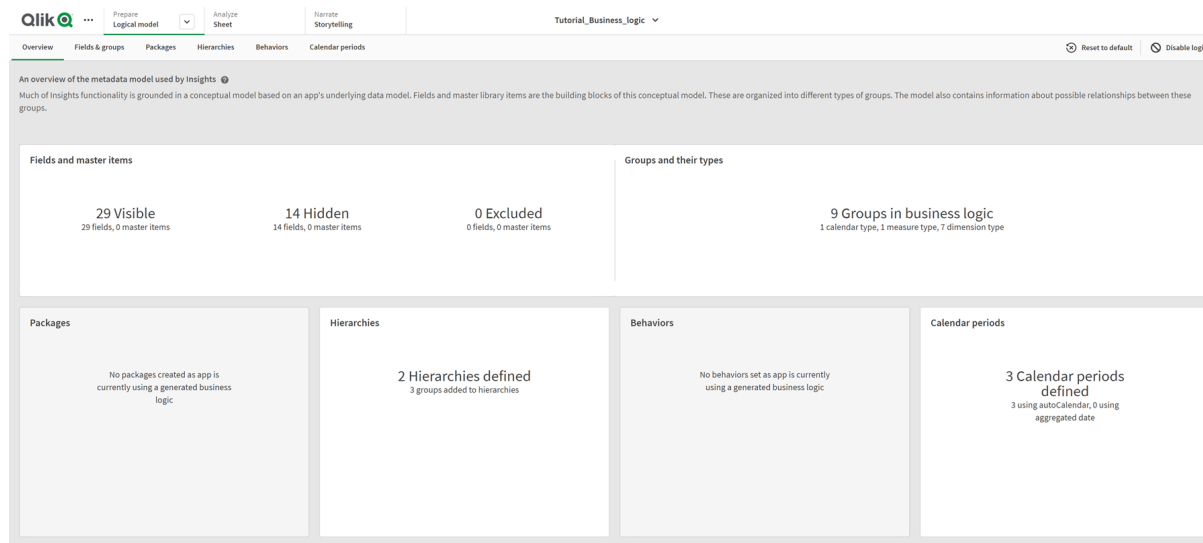 Qlik
Prepare
Logical model
Analyze
Sheet
Narrate
Storytelling
Tutorial_Business_logic
Overview
Fields & groups
Packages
Hierarchies
Behaviors
Calendar periods
Reset to default
Disable logi
An overview of the metadata model used by Insights
Much of Insights functionality is grounded in a conceptual model based on an app's underlying data model. Fields and master library items are the building blocks of this conceptual model. These are organized into different types of groups. The model also contains information about possible relationships between these
groups.
Fields and master items
29 Visible
29 fields, 0 master items
14 Hidden
14 fields, 0 master items
0 Excluded
0 fields, 0 master items
Groups and their types
9 Groups in business logic
1 calendar type, 1 measure type, 7 dimension type
Packages
No packages created as app is
currently using a generated business
logic
Hierarchies
2 Hierarchies defined
3 groups added to hierarchies
Behaviors
No behaviors set as app is currently
using a generated business logic
Calendar periods
3 Calendar periods
defined
3 using autoCalendar, 0 using
aggregated date